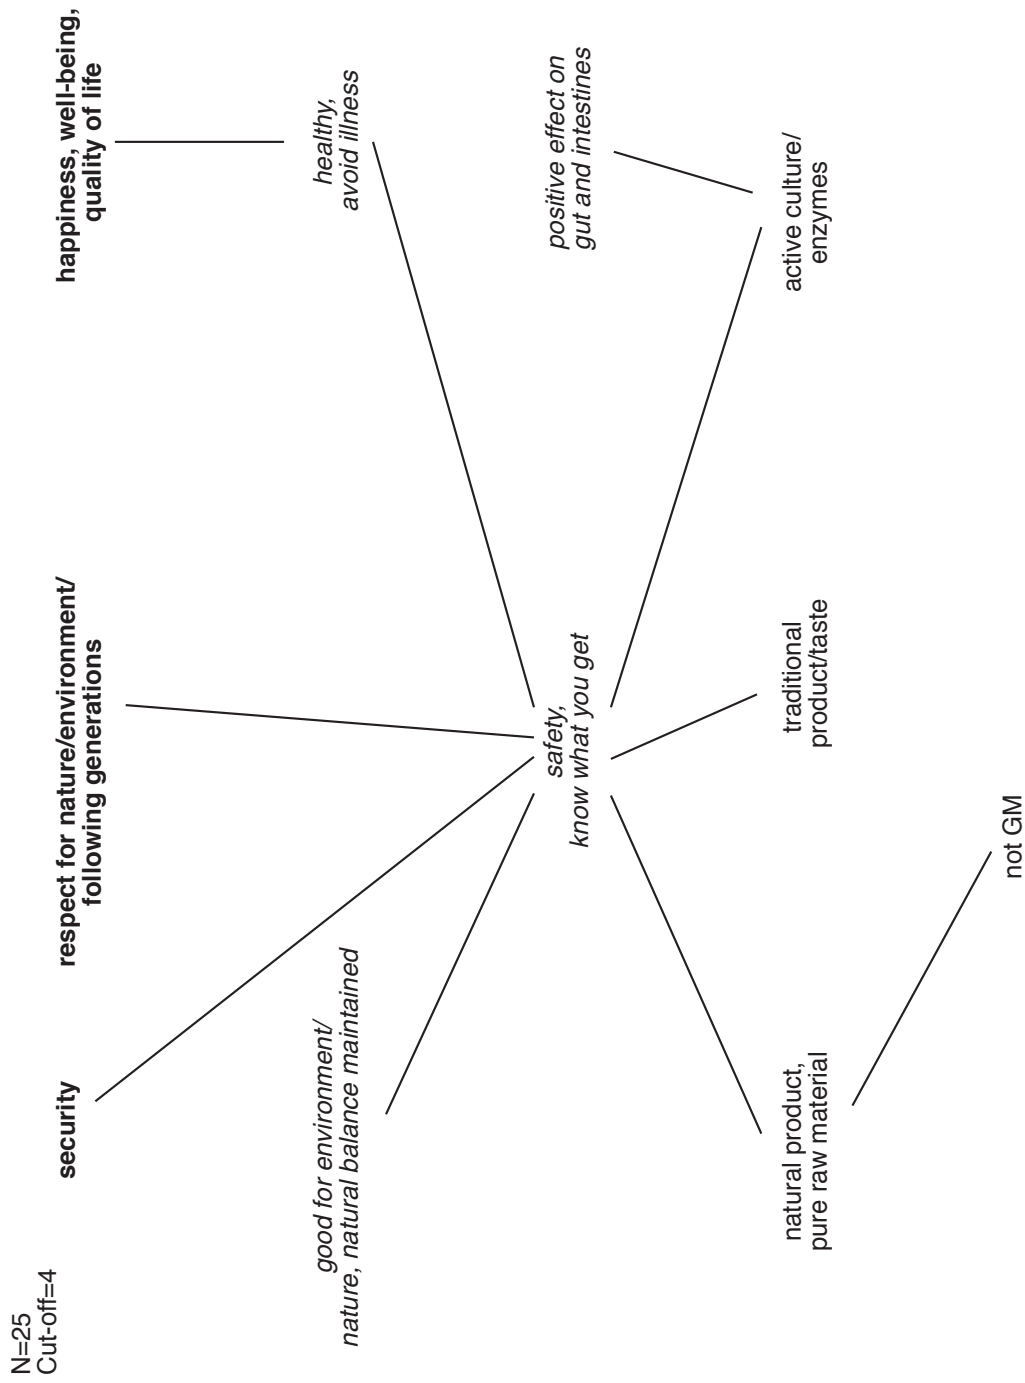 N=25
Cut-off=4
security
respect for nature/environment/
following generations
happiness, well-being,
quality of life
good for environment/
nature, natural balance maintained
healthy,
avoid illness
safety,
know what you get
positive effect on
gut and intestines
natural product,
pure raw material
traditional
product/taste
active culture/
enzymes
not GM